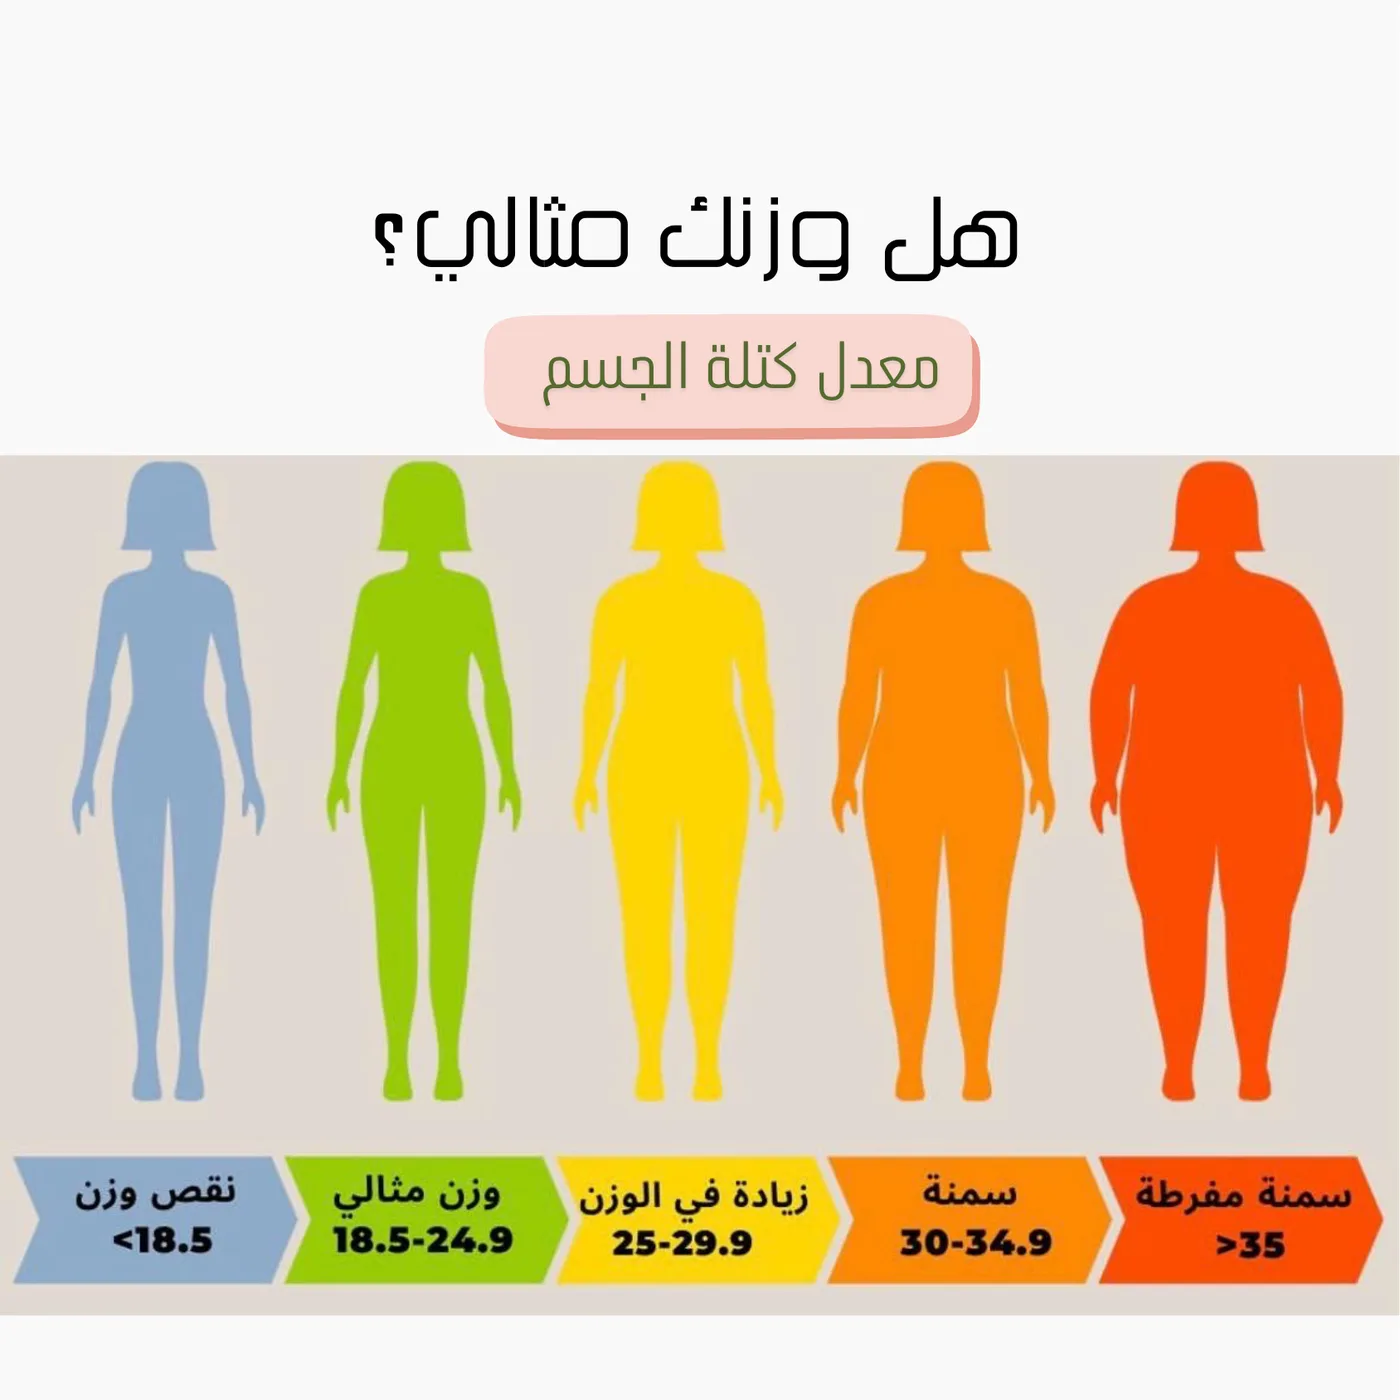 هل وزنك مثالي؟
معدل كتلة الجسم
نقص وزن
<18.5
وزن مثالي
18.5-24.9
زيادة في الوزن
25-29.9
سمنة
30-34.9
سمنة مفرطة
>35